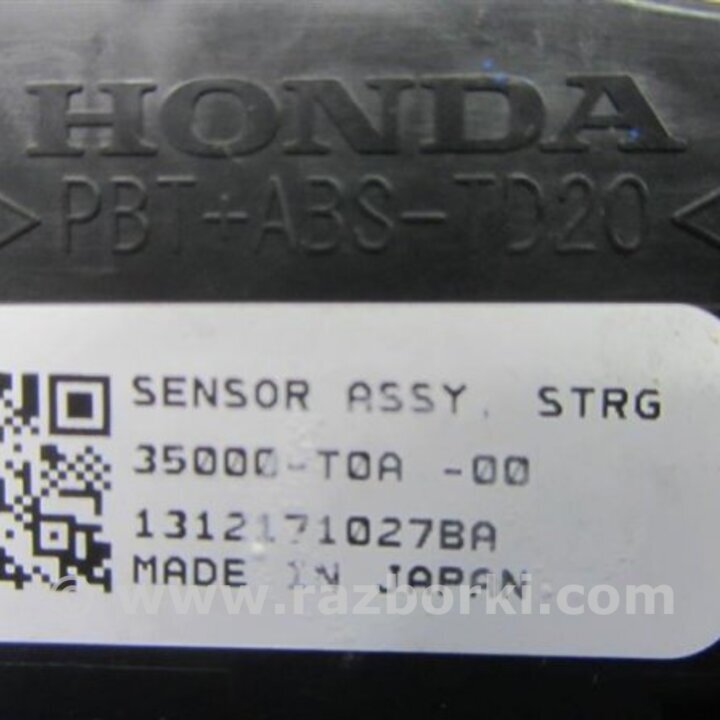 HONDA
>PBT+ABS-TD20<
SENSOR ASSY, STRG
35000-T0A -00
1312171027BA
MADE IN JAPAN
© www.razborki.com